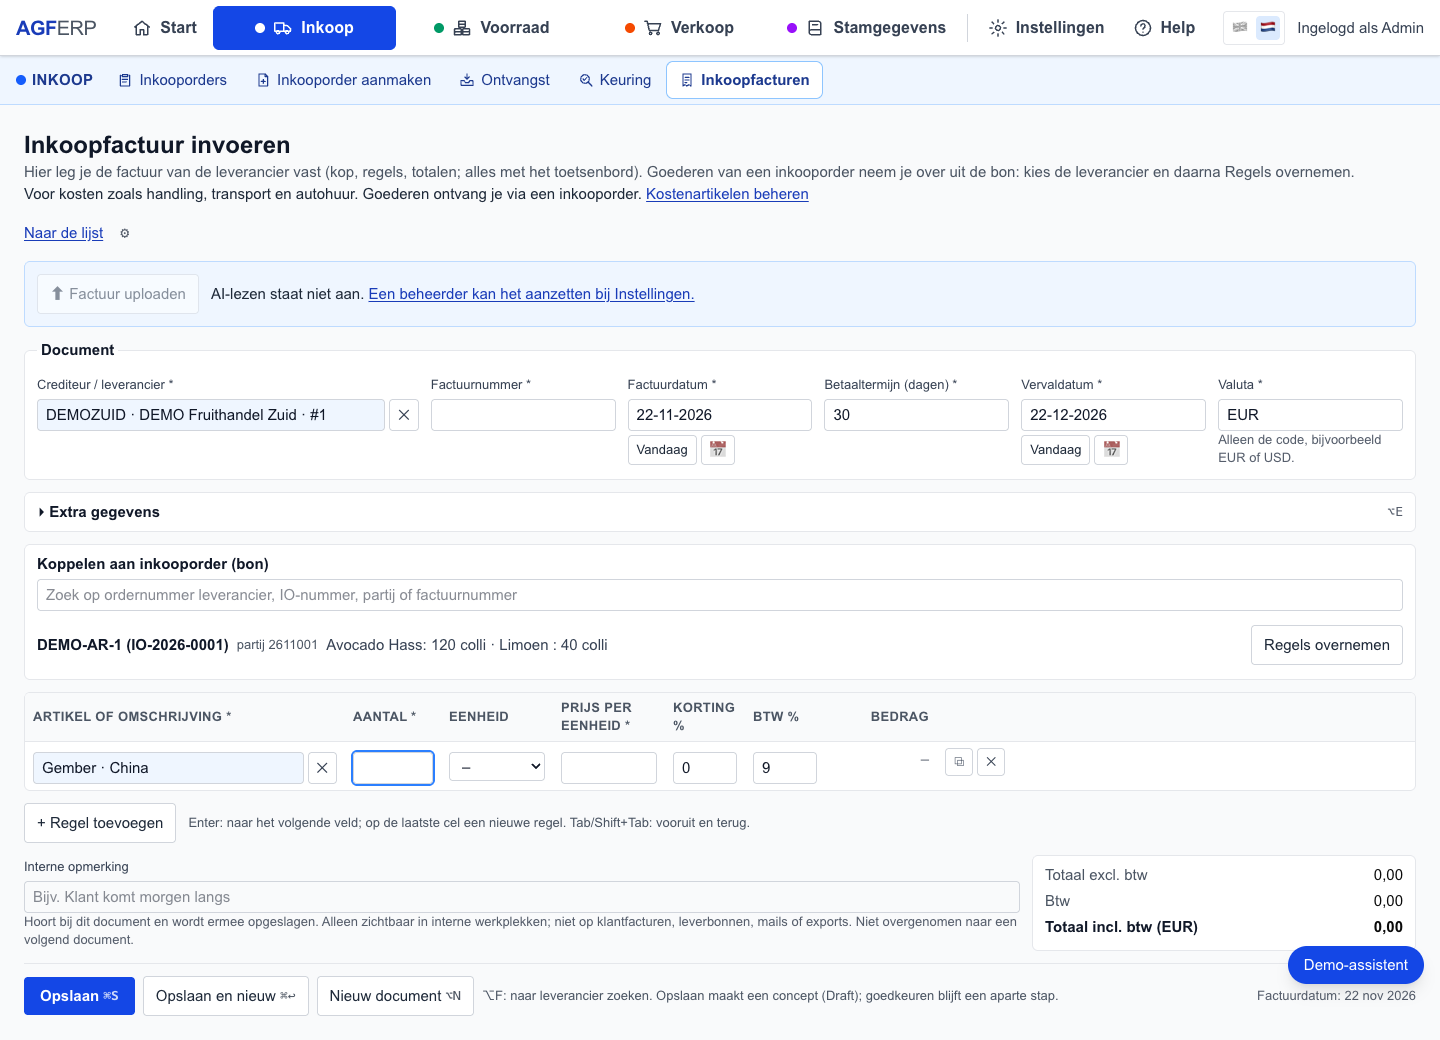 AGFERP
Start
Inkoop
Voorraad
Verkoop
Stamgegevens
Instellingen
Help
Ingelogd als Admin
INKOOP
Inkooporders
Inkooporder aanmaken
Ontvangst
Keuring
Inkoopfacturen
Inkoopfactuur invoeren
Hier leg je de factuur van de leverancier vast (kop, regels, totalen; alles met het toetsenbord). Goederen van een inkooporder neem je over uit de bon: kies de leverancier en daarna Regels overnemen.
Voor kosten zoals handling, transport en autohuur. Goederen ontvang je via een inkooporder. Kostenartikelen beheren
Naar de lijst
Factuur uploaden
AI-lezen staat niet aan. Een beheerder kan het aanzetten bij Instellingen.
Document
Crediteur / leverancier *
Factuurnummer *
Factuurdatum *
Betaaltermijn (dagen) *
Vervaldatum *
Valuta *
DEMOZUID · DEMO Fruithandel Zuid · #1
22-11-2026
30
22-12-2026
EUR
Vandaag
Vandaag
Alleen de code, bijvoorbeeld
EUR of USD.
Extra gegevens
⌥E
Koppelen aan inkooporder (bon)
Zoek op ordernummer leverancier, IO-nummer, partij of factuurnummer
DEMO-AR-1 (IO-2026-0001) partij 2611001 Avocado Hass: 120 colli · Limoen : 40 colli
Regels overnemen
ARTIKEL OF OMSCHRIJVING *
AANTAL *
EENHEID
PRIJS PER
EENHEID *
KORTING
%
BTW %
BEDRAG
Gember · China
–
0
9
–
+ Regel toevoegen
Enter: naar het volgende veld; op de laatste cel een nieuwe regel. Tab/Shift+Tab: vooruit en terug.
Interne opmerking
Bijv. Klant komt morgen langs
Hoort bij dit document en wordt ermee opgeslagen. Alleen zichtbaar in interne werkplekken; niet op klantfacturen, leverbonnen, mails of exports. Niet overgenomen naar een
volgend document.
Totaal excl. btw 0,00
Btw 0,00
Totaal incl. btw (EUR) 0,00
Demo-assistent
Opslaan ⌘S
Opslaan en nieuw ⌘↩
Nieuw document ⌥N
⌥F: naar leverancier zoeken. Opslaan maakt een concept (Draft); goedkeuren blijft een aparte stap.
Factuurdatum: 22 nov 2026